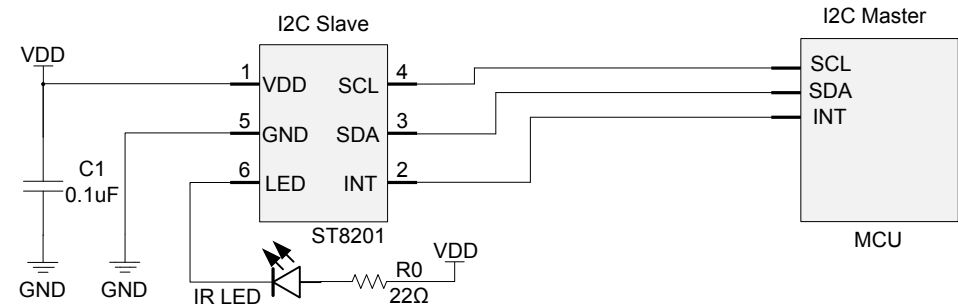 I2C Slave
I2C Master
VDD
1
VDD
SCL
4
SCL
SDA
5
GND
SDA
3
INT
C1
0.1uF
6
LED
INT
2
ST8201
MCU
VDD
R0
22Ω
GND
GND
IR LED